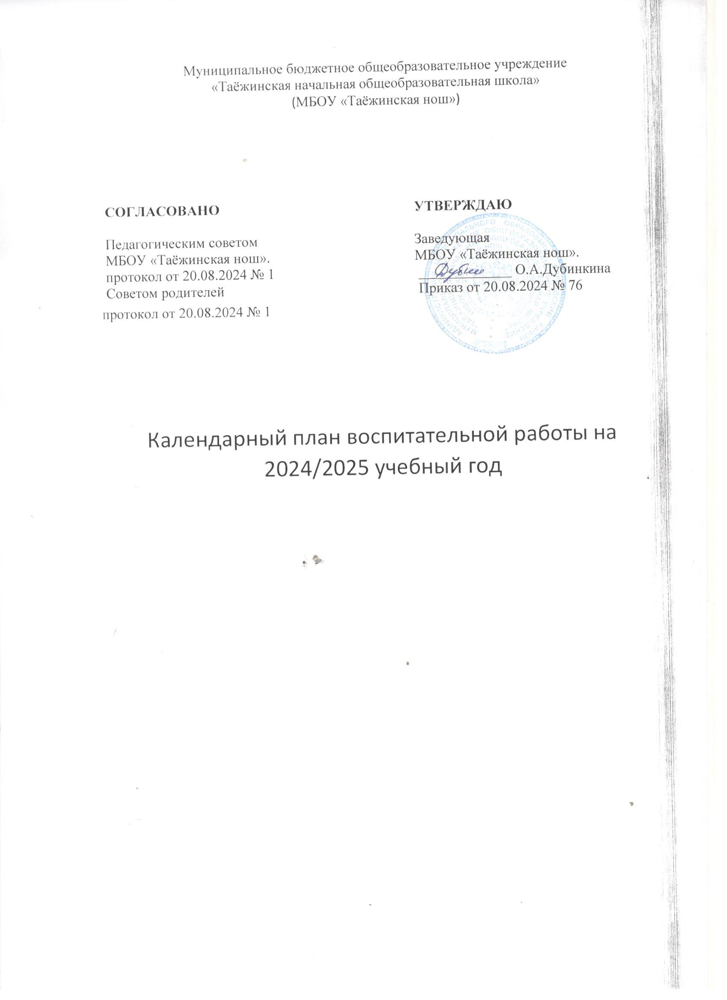 Муниципальное бюджетное общеобразовательное учреждение
«Таёжинская начальная общеобразовательная школа»
(МБОУ «Таёжинская нош»)
СОГЛАСОВАНО
Педагогическим советом
МБОУ «Таёжинская нош».
протокол от 20.08.2024 № 1
Советом родителей
протокол от 20.08.2024 № 1
УТВЕРЖДАЮ
Заведующая
МБОУ «Таёжинская нош».
О.А.Дубинкина
Приказ от 20.08.2024 № 76
Календарный план воспитательной работы на
2024/2025 учебный год